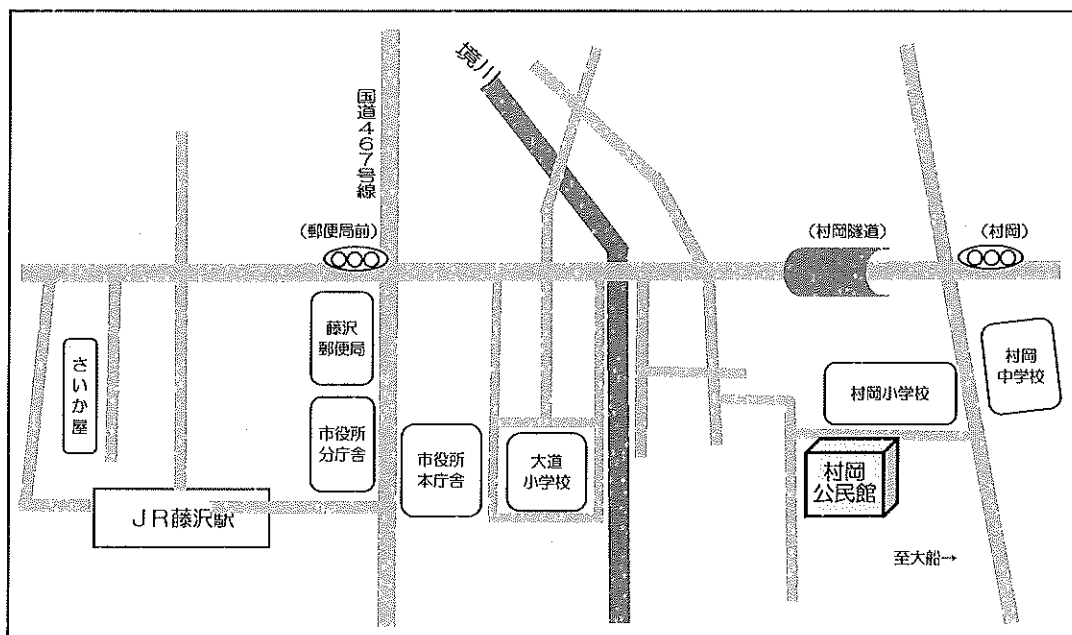 境川
国道467号線
（郵便局前）
（村岡隧道）
（村岡）
藤沢
郵便局
さいか屋
村岡
中学校
村岡小学校
市役所
分庁舎
市役所
本庁舎
大道
小学校
村岡
公民館
JR藤沢駅
至大船→